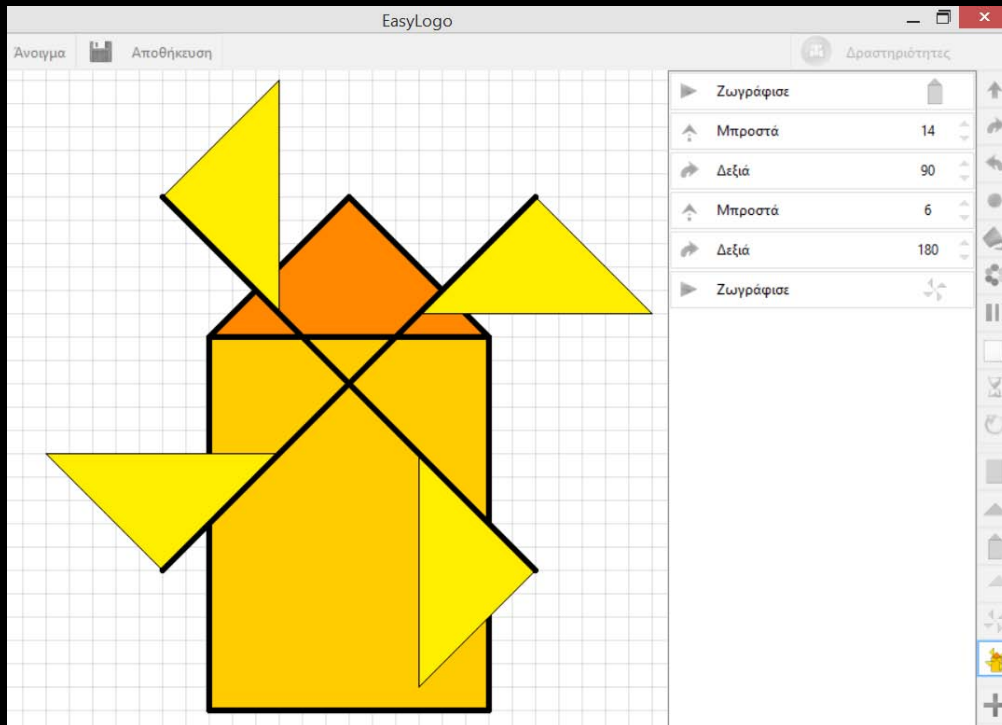 EasyLogo
Άνοιγμα Αποθήκευση Δραστηριότητες
Ζωγράφισε
Μπροστά 14
Δεξιά 90
Μπροστά 6
Δεξιά 180
Ζωγράφισε